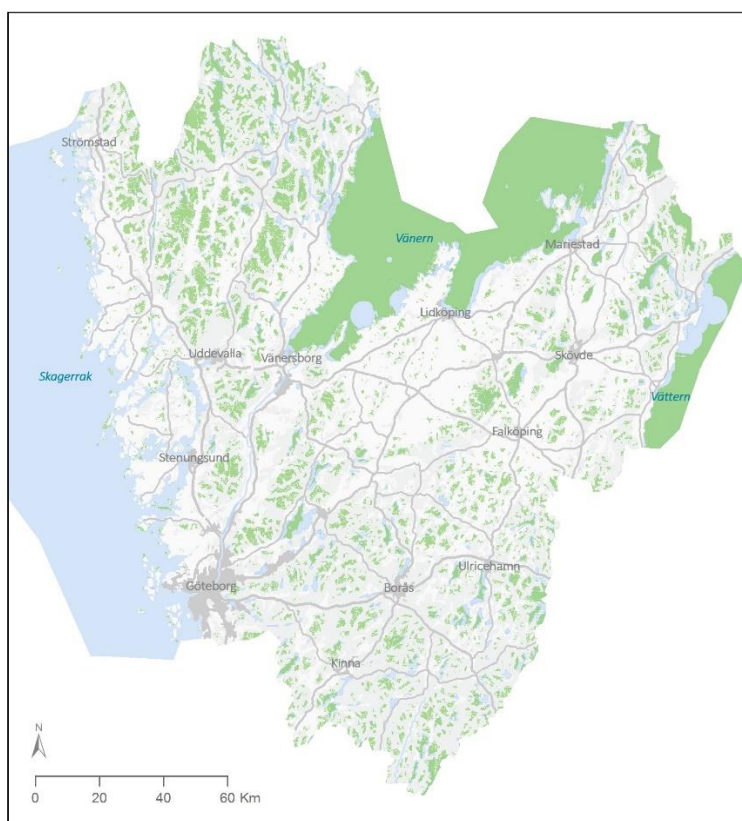 Strömstad
Vänern
Mariestad
Lidköping
Uddevalla
Vänersborg
Skövde
Skagerrak
Vättern
Falköping
Stenungsund
Ulricehamn
Göteborg
Borås
Kinna
N
0 20 40 60 Km